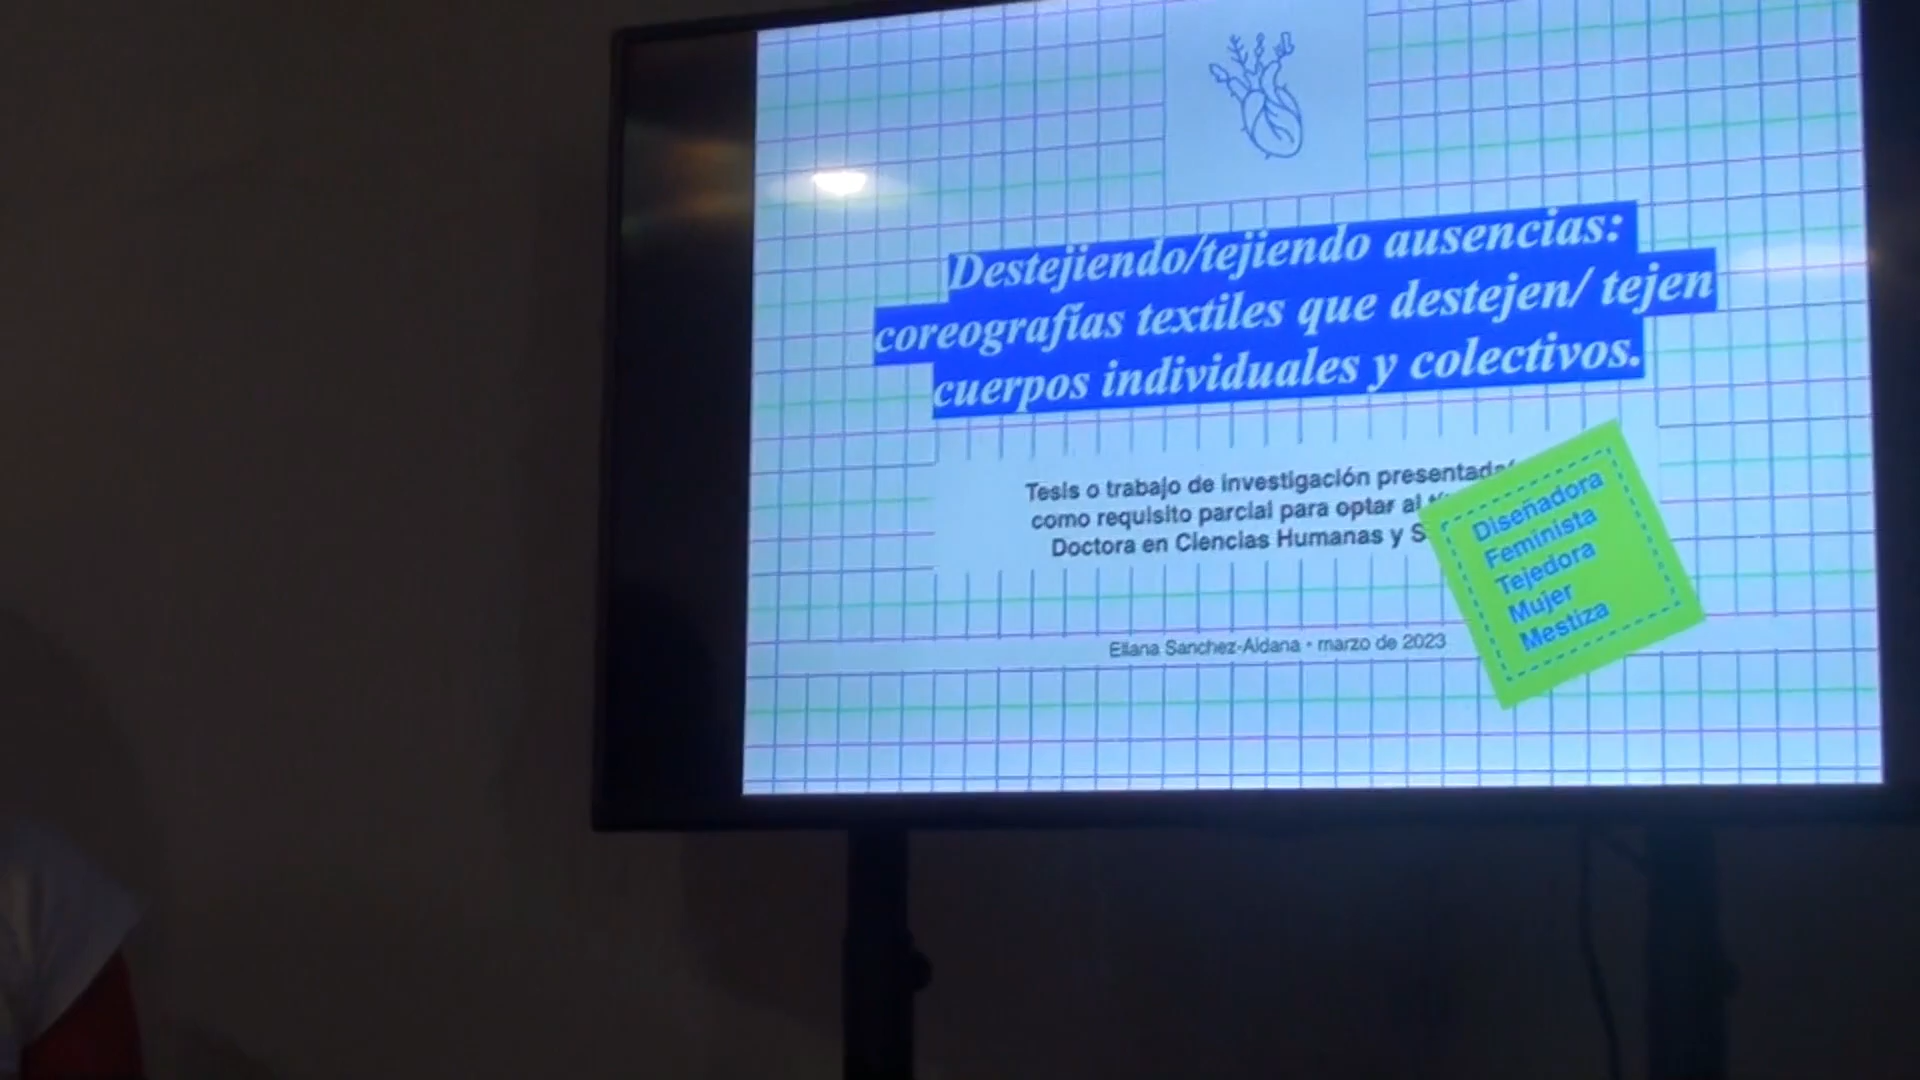 Destejiendo/tejiendo ausencias:
coreografías textiles que destejen/ tejen
cuerpos individuales y colectivos.
Tesis o trabajo de investigación
como requisito parcial para optar al
Doctora en Ciencias Humanas y
Diseñadora
Feminista
Tejedora
Mujer
Mestiza
Eliana Sanchez-Aldana • marzo de 2023